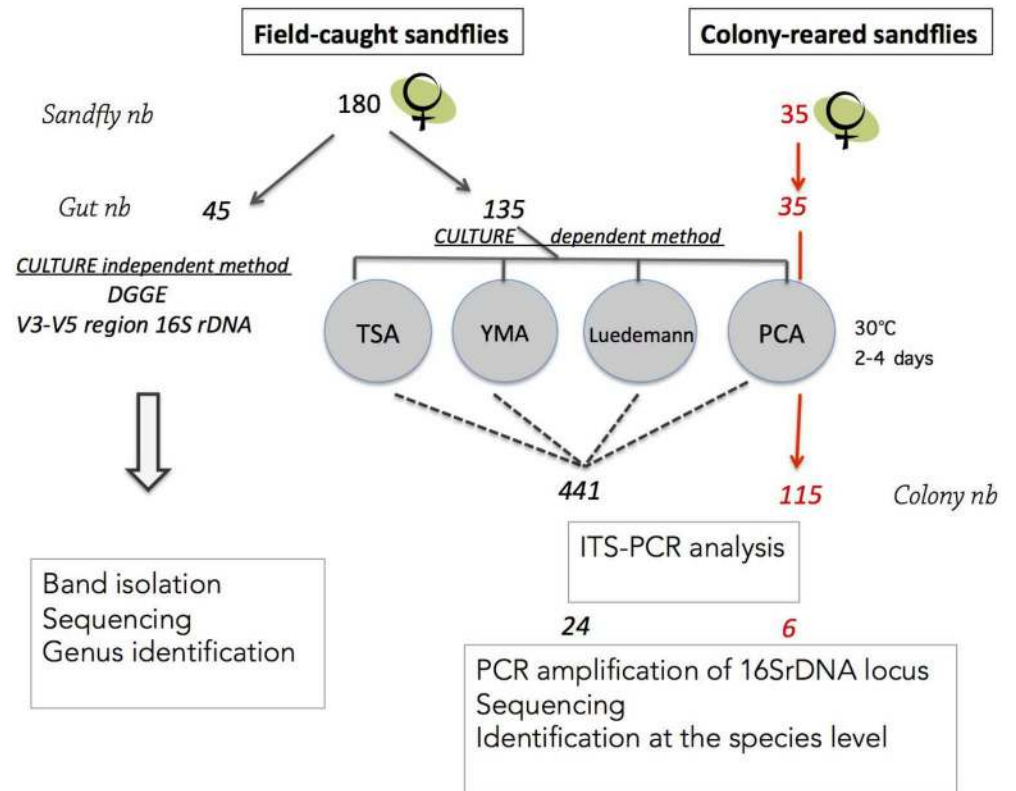 Field-caught sandflies
Colony-reared sandflies
Sandfly nb
180
35
Gut nb
45
135
35
CULTURE independent method
DGGE
V3-V5 region 16S rDNA
CULTURE dependent method
TSA
YMA
Luedemann
PCA
30℃
2-4 days
441
115
Colony nb
ITS-PCR analysis
Band isolation
Sequencing
Genus identification
24
6
PCR amplification of 16SrDNA locus
Sequencing
Identification at the species level